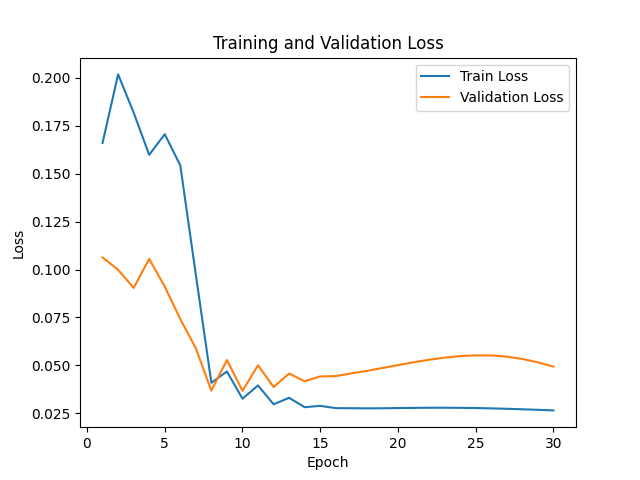 Training and Validation Loss
Train Loss
Validation Loss
0.200
0.175
0.150
0.125
0.100
0.075
0.050
0.025
Loss
0 5 10 15 20 25 30
Epoch